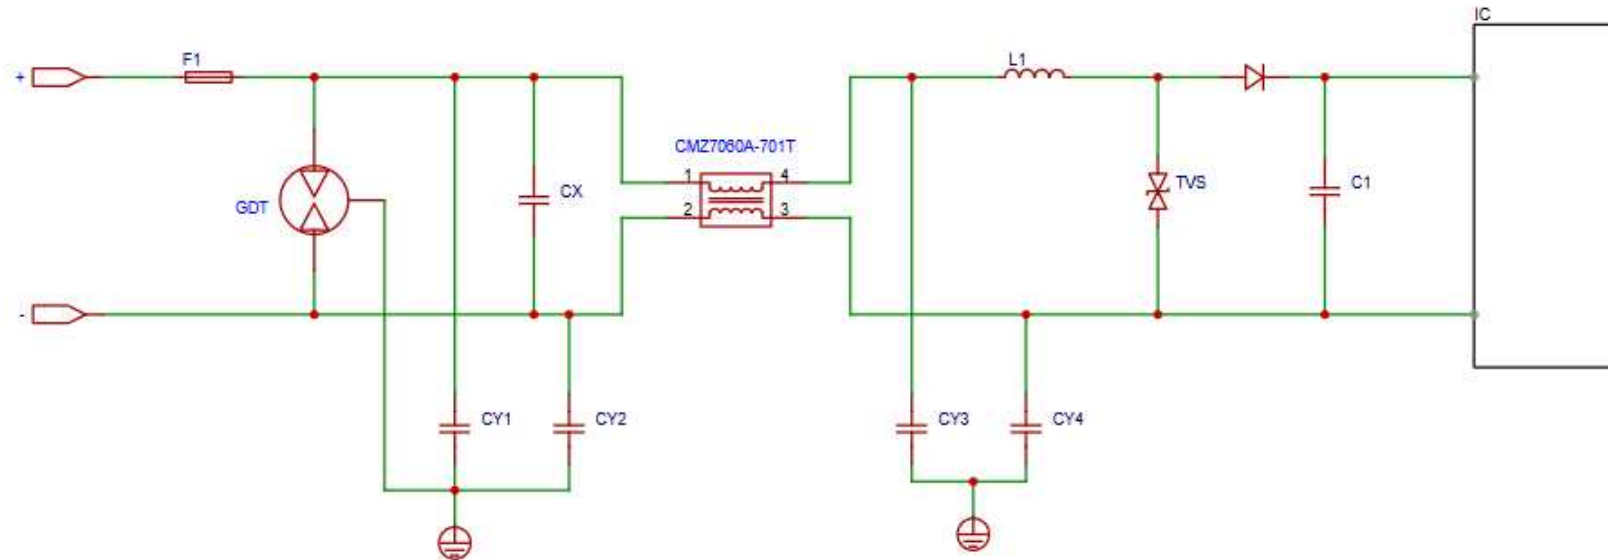 IC
F1
L1
+
CMZ7060A-701T
1
4
GDT
CX
2
3
TVS
C1
-
CY1
CY2
CY3
CY4